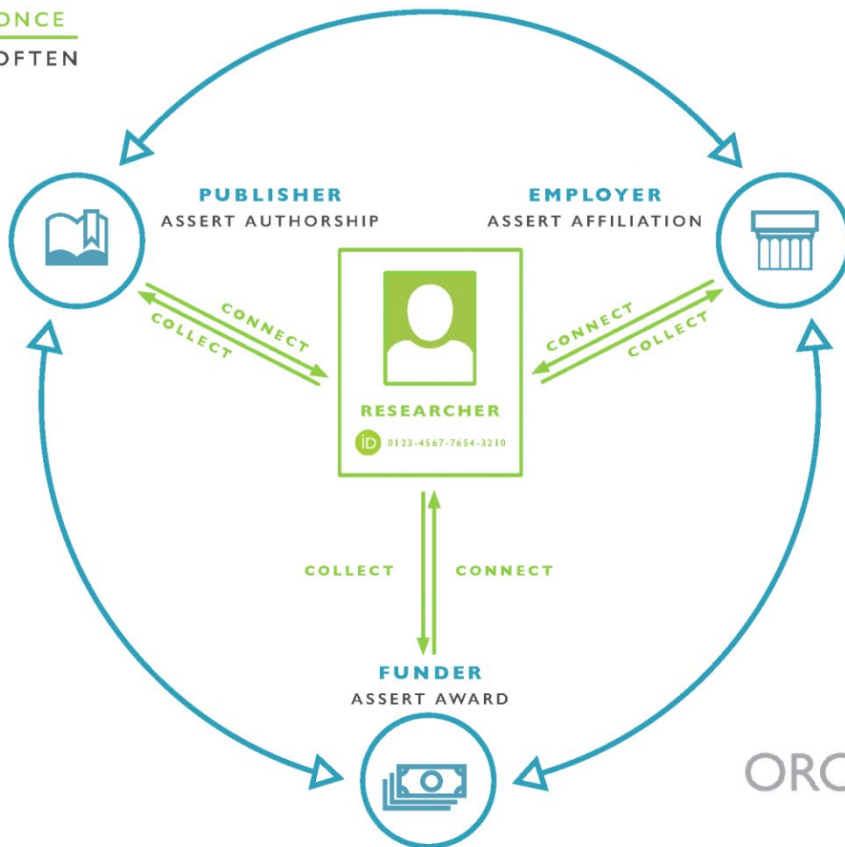 ONCE
OFTEN
PUBLISHER
ASSERT AUTHORSHIP
EMPLOYER
ASSERT AFFILIATION
CONNECT
COLLECT
CONNECT
COLLECT
RESEARCHER
iD 0123-4567-7654-3210
COLLECT
CONNECT
FUNDER
ASSERT AWARD
ORC